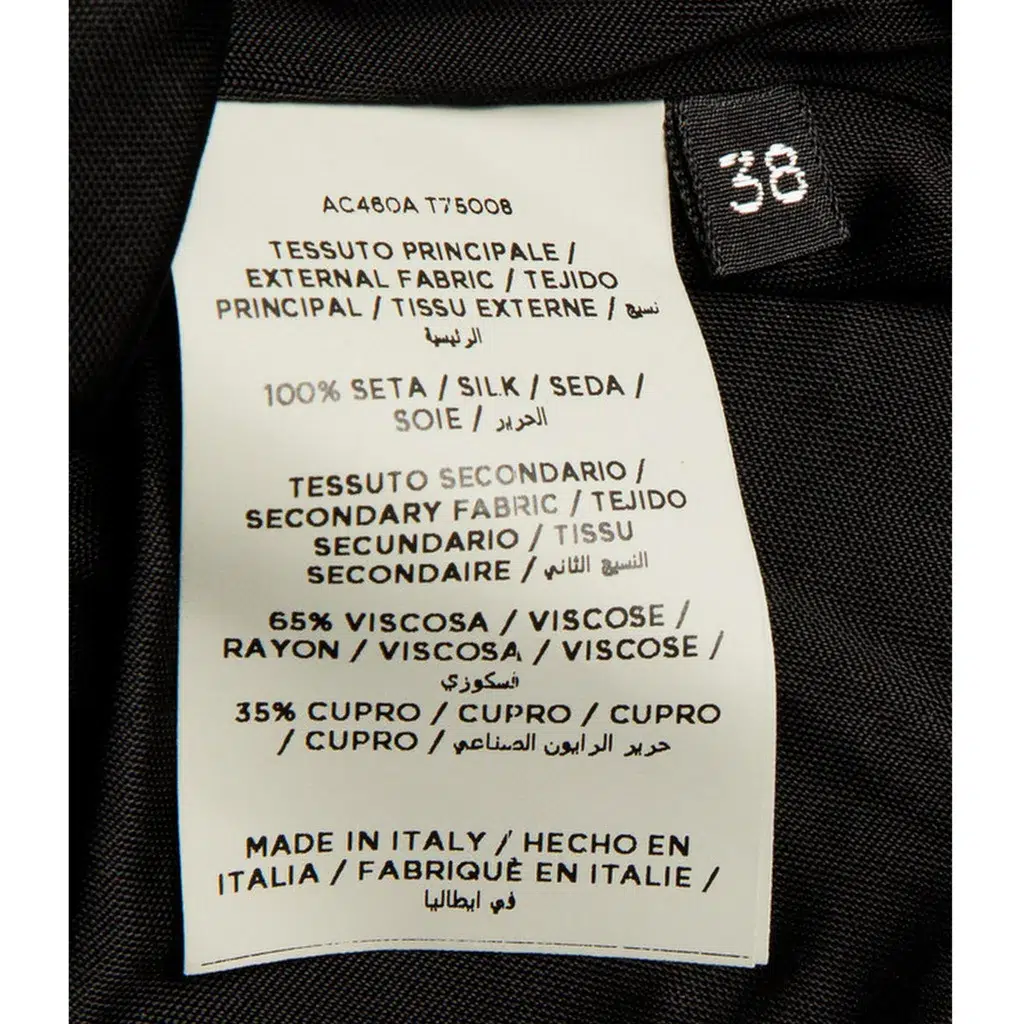 AC460A T75008
38
TESSUTO PRINCIPALE /
EXTERNAL FABRIC / TEJIDO
PRINCIPAL / TISSU EXTERNE / نسيج
الرئيسية
100% SETA / SILK / SEDA /
SOIE / الحرير
TESSUTO SECONDARIO /
SECONDARY FABRIC / TEJIDO
SECUNDARIO / TISSU
SECONDAIRE / النسيج الثاني
65% VISCOSA / VISCOSE /
RAYON / VISCOSA / VISCOSE /
فسكوزي
35% CUPRO / CUPRO / CUPRO
/ CUPRO / حرير الرايون الصناعي
MADE IN ITALY / HECHO EN
ITALIA / FABRIQUÈ EN ITALIE /
في ايطاليا